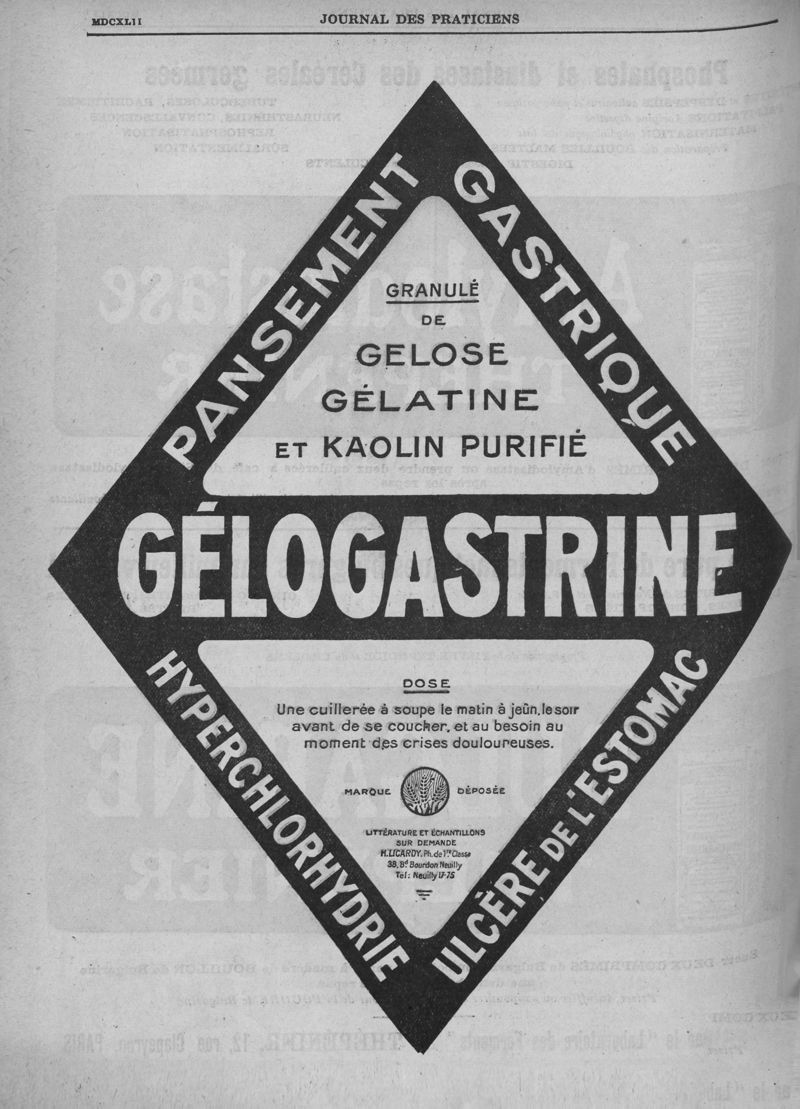 MDCXLII
JOURNAL DES PRATICIENS
PANSEMENT
GASTRIQUE
GRANULÉ
DE
GELOSE
GÉLATINE
ET KAOLIN PURIFIÉ
GÉLOGASTRINE
HYPERCHLORHYDRIE
ULCÈRE DE L'ESTOMAC
DOSE
Une cuillerée à soupe le matin à jeûn, le soir
avant de se coucher, et au besoin au
moment des crises douloureuses.
MARQUE DÉPOSÉE
LITTÉRATURE ET ÉCHANTILLONS
SUR DEMANDE
H. LICARDY, Ph. de 1re Classe
38, Bd Bourdon Neuilly
Tél: Neuilly 17-75